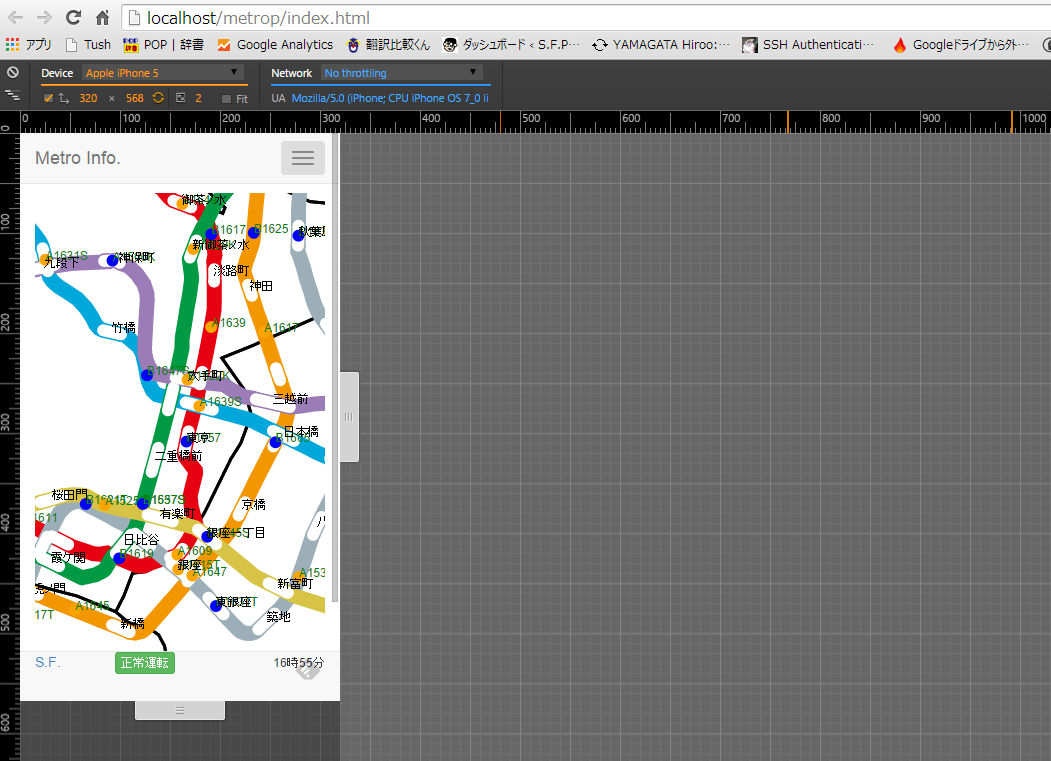 localhost/metrop/index.html
アプリ Tush POP | 辞書 Google Analytics 翻訳比較くん ダッシュボード ‹ S.F.P… YAMAGATA Hiroo:… SSH Authenticati… Googleドライブから外…
Device Apple iPhone 5 Network No throttling
320 × 568 2 Fit UA Mozilla/5.0 (iPhone; CPU iPhone OS 7_0 li
0 100 200 300 400 500 600 700 800 900 1000
0
100
200
300
400
500
600
Metro Info.
御茶ノ水
B1617 B1625 秋葉原
新御茶ノ水
A1631S
九段下 神保町 淡路町
神田
竹橋 A1639 A1617
B1647S 大手町
三越前
A1639S
日本橋
東京
二重橋前
桜田門 A1525 B1537S 京橋
有楽町
1611
日比谷 銀座一丁目
霞ケ関 B1619 A1609
銀座 A1647 A153
新富町
虎ノ門 A1645 東銀座
17T 新橋 築地
S.F. 正常運転 16時55分